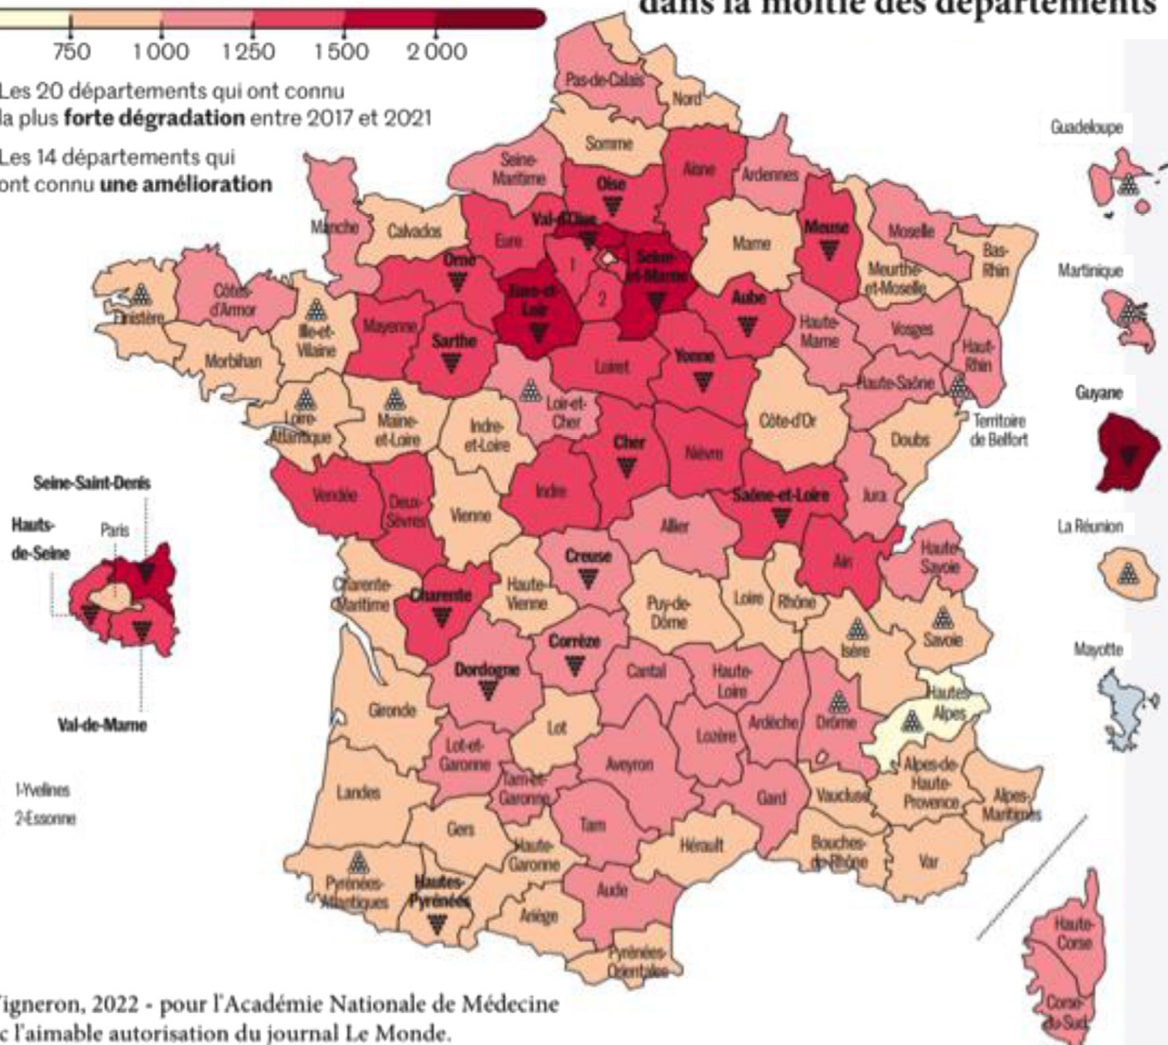 dans la moitié des départements
750 1 000 1 250 1 500 2 000
Les 20 départements qui ont connu
la plus forte dégradation entre 2017 et 2021
Les 14 départements qui
ont connu une amélioration
Pas-de-Calais
Nord
Somme
Seine-
Maritime
Oise
Aisne
Ardennes
Guadeloupe
Manche
Calvados
Eure
Val-d'Oise
Marne
Meuse
Moselle
Meurthe-
et-Moselle
Bas-
Rhin
Martinique
Finistère
Côtes-
d'Armor
Ille-et-
Vilaine
Morbihan
Orne
Mayenne
Sarthe
Eure-et-
Loir
1
2
Seine-
et-Marne
Aube
Haute-
Marne
Vosges
Haut-
Rhin
Loiret
Yonne
Haute-Saône
Territoire
de Belfort
Guyane
Loire-
Atlantique
Maine-
et-Loire
Indre-
et-Loire
Loir-et-
Cher
Cher
Nièvre
Côte-d'Or
Doubs
Seine-Saint-Denis
Hauts-
de-Seine
Paris
Val-de-Marne
Vendée
Deux-
Sèvres
Vienne
Indre
Allier
Saône-et-Loire
Jura
La Réunion
Charente-
Maritime
Charente
Haute-
Vienne
Creuse
Puy-de-
Dôme
Loire
Rhône
Ain
Haute-
Savoie
Savoie
Isère
Mayotte
Dordogne
Corrèze
Cantal
Haute-
Loire
Ardèche
Drôme
Hautes-
Alpes
Gironde
Lot
Lot-et-
Garonne
Tarn-et-
Garonne
Aveyron
Lozère
Gard
Vaucluse
Alpes-de-
Haute-
Provence
Alpes-
Maritimes
1-Yvelines
2-Essonne
Landes
Gers
Haute-
Garonne
Tarn
Hérault
Bouches-
du-Rhône
Var
Pyrénées-
Atlantiques
Hautes-
Pyrénées
Ariège
Aude
Pyrénées-
Orientales
Haute-
Corse
Corse-
du-Sud
Vigneron, 2022 - pour l'Académie Nationale de Médecine
c l'aimable autorisation du journal Le Monde.